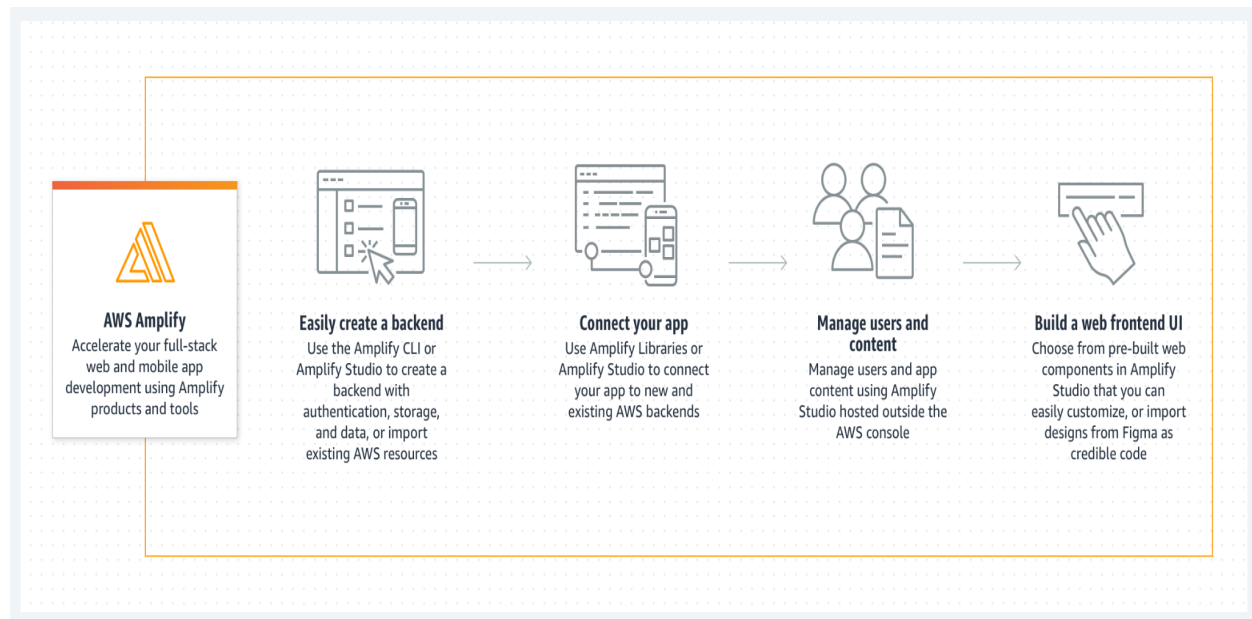 AWS Amplify
Accelerate your full-stack
web and mobile app
development using Amplify
products and tools
Easily create a backend
Use the Amplify CLI or
Amplify Studio to create a
backend with
authentication, storage,
and data, or import
existing AWS resources
Connect your app
Use Amplify Libraries or
Amplify Studio to connect
your app to new and
existing AWS backends
Manage users and
content
Manage users and app
content using Amplify
Studio hosted outside the
AWS console
Build a web frontend UI
Choose from pre-built web
components in Amplify
Studio that you can
easily customize, or import
designs from Figma as
credible code